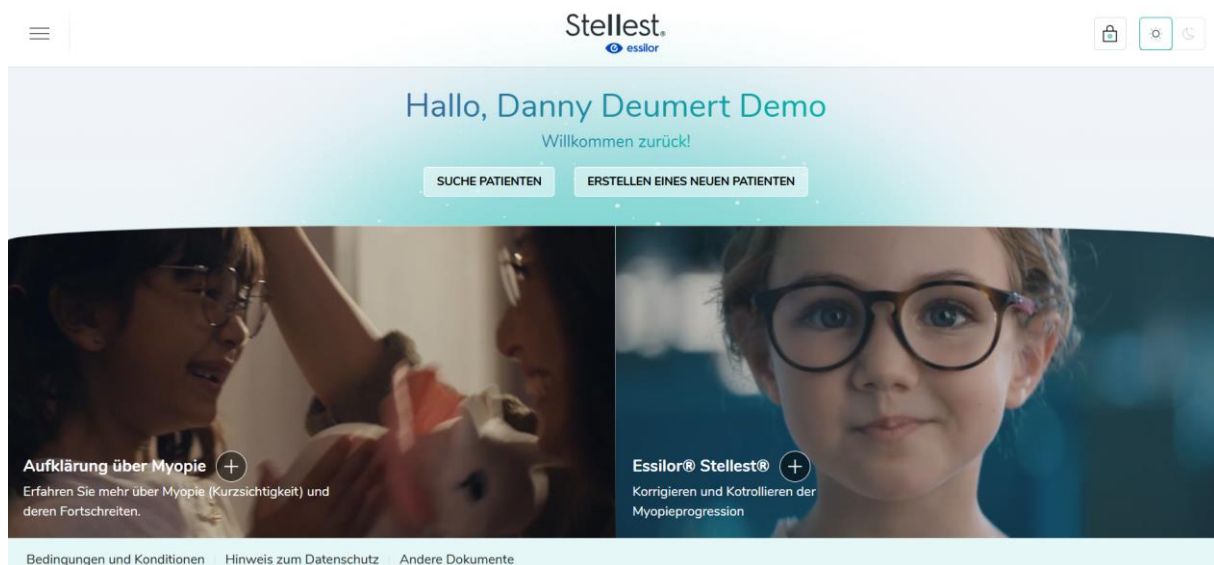 Stellest®
essilor
Hallo, Danny Deumert Demo
Willkommen zurück!
SUCHE PATIENTEN
ERSTELLEN EINES NEUEN PATIENTEN
Aufklärung über Myopie
Erfahren Sie mehr über Myopie (Kurzsichtigkeit) und
deren Fortschreiten.
Essilor® Stellest®
Korrigieren und Kotrollieren der
Myopieprogression
Bedingungen und Konditionen
Hinweis zum Datenschutz
Andere Dokumente